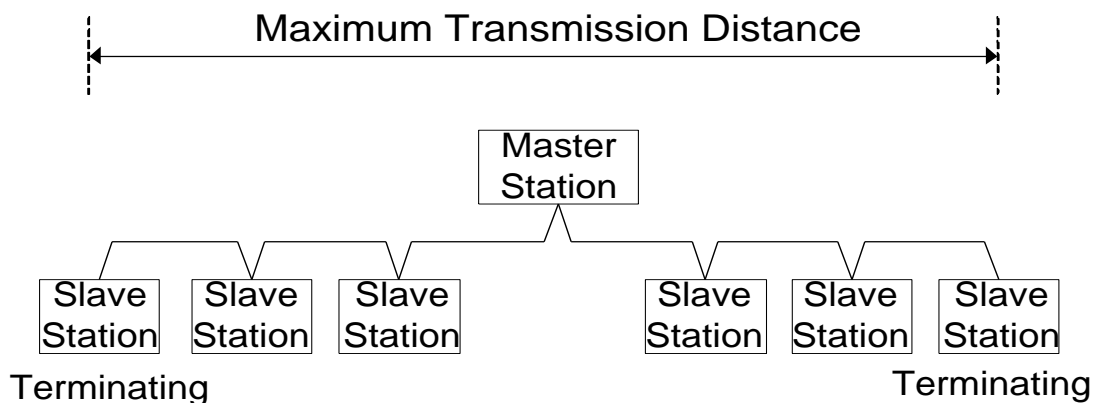 Maximum Transmission Distance
Master
Station
Slave
Station
Slave
Station
Slave
Station
Slave
Station
Slave
Station
Slave
Station
Terminating
Terminating